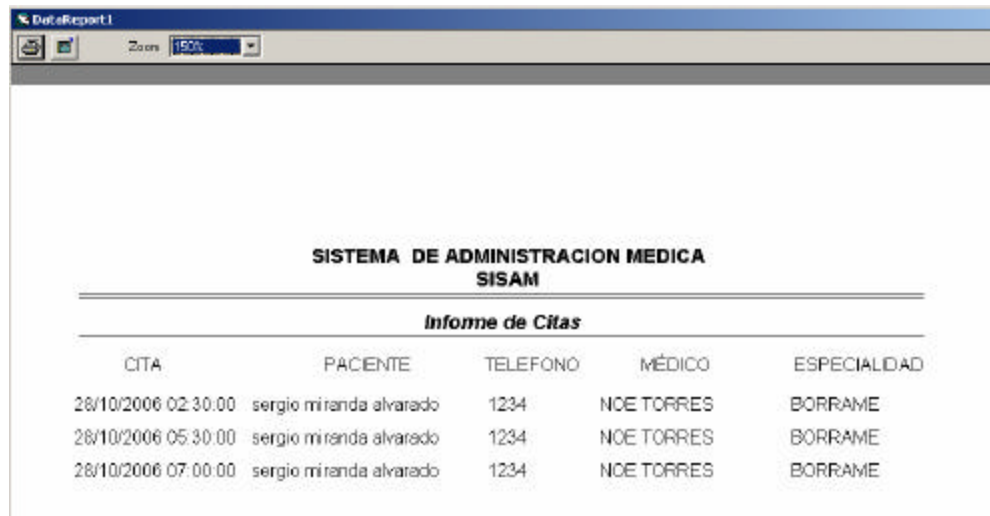 DataReport1
Zoom 150%
SISTEMA DE ADMINISTRACION MEDICA
SISAM
Informe de Citas
CITA PACIENTE TELEFONO MÉDICO ESPECIALIDAD
28/10/2006 02:30:00 sergio miranda alvarado 1234 NOE TORRES BORRAME
28/10/2006 05:30:00 sergio miranda alvarado 1234 NOE TORRES BORRAME
28/10/2006 07:00:00 sergio miranda alvarado 1234 NOE TORRES BORRAME